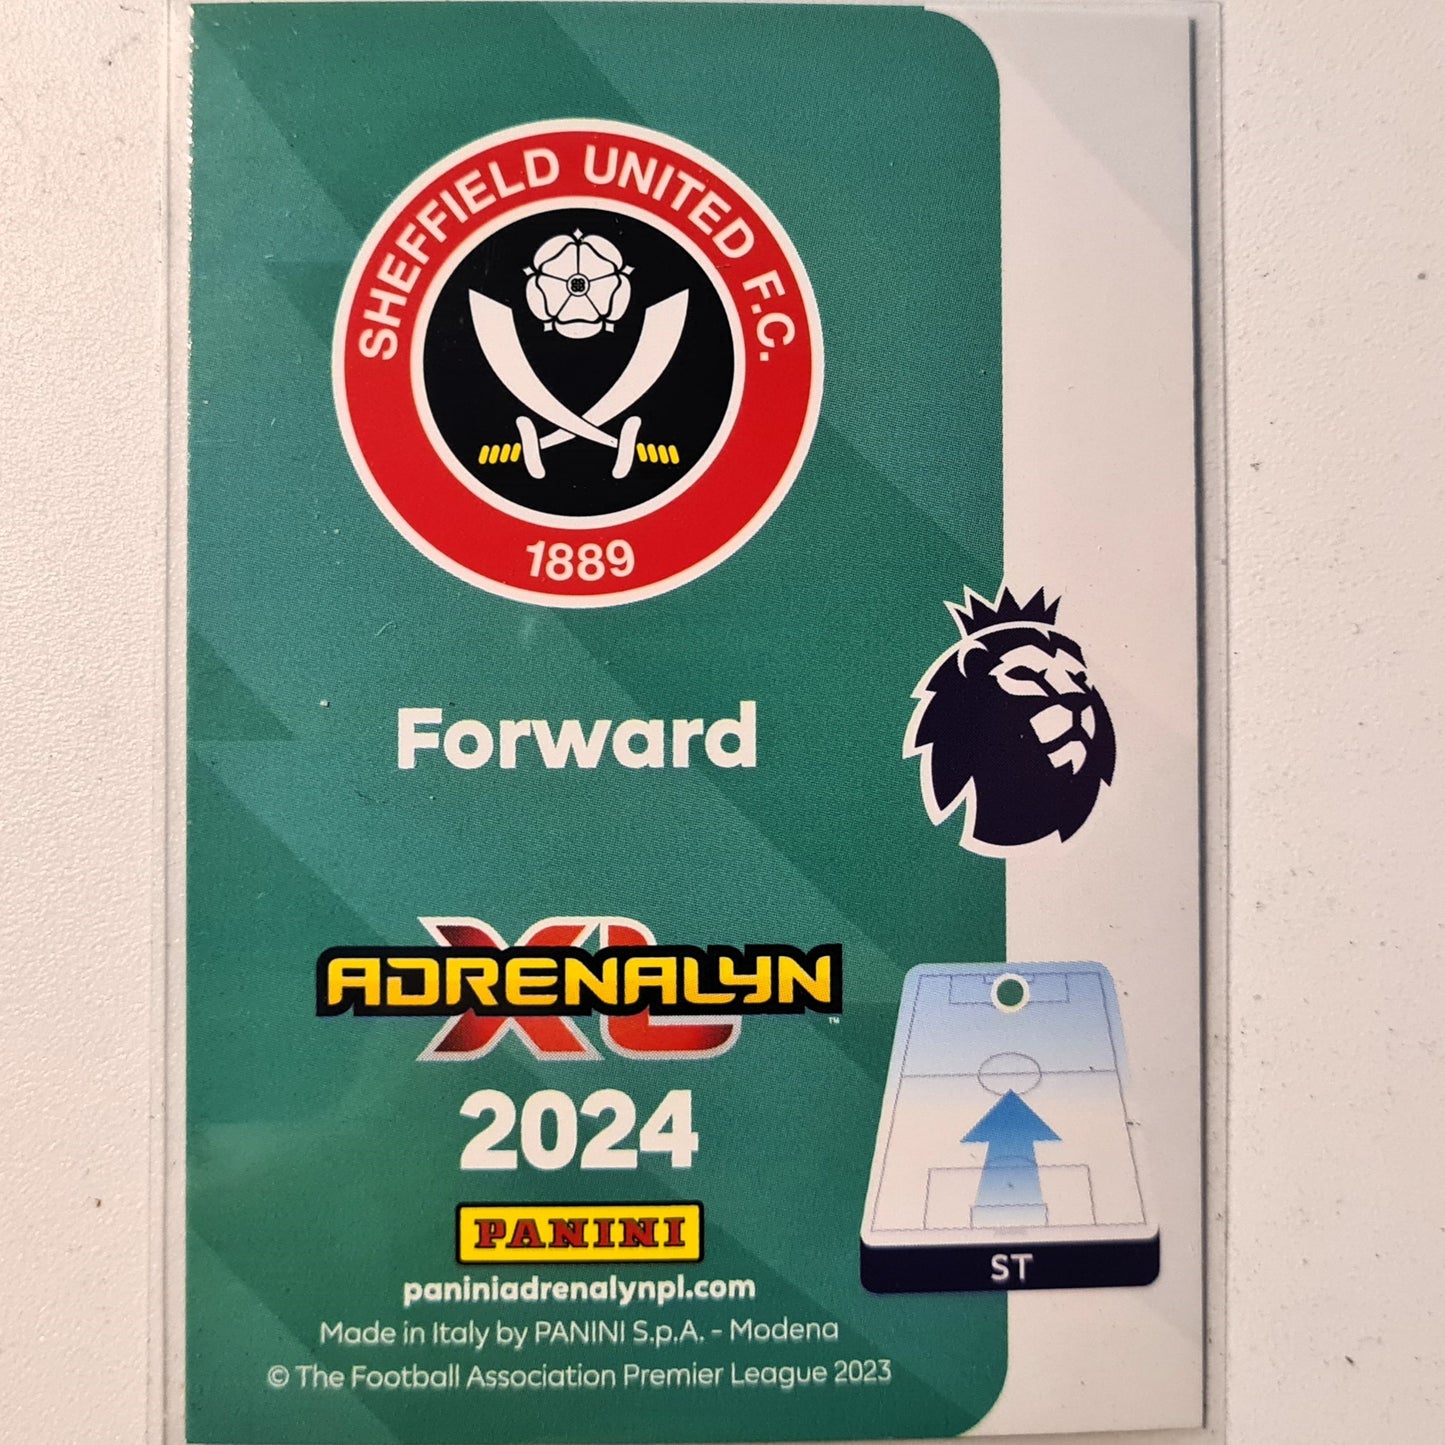 SHEFFIELD UNITED F.C.
1889
Forward
ADRENALYN
XL
™
2024
PANINI
ST
paniniadrenalynpl.com
Made in Italy by PANINI S.p.A. - Modena
© The Football Association Premier League 2023